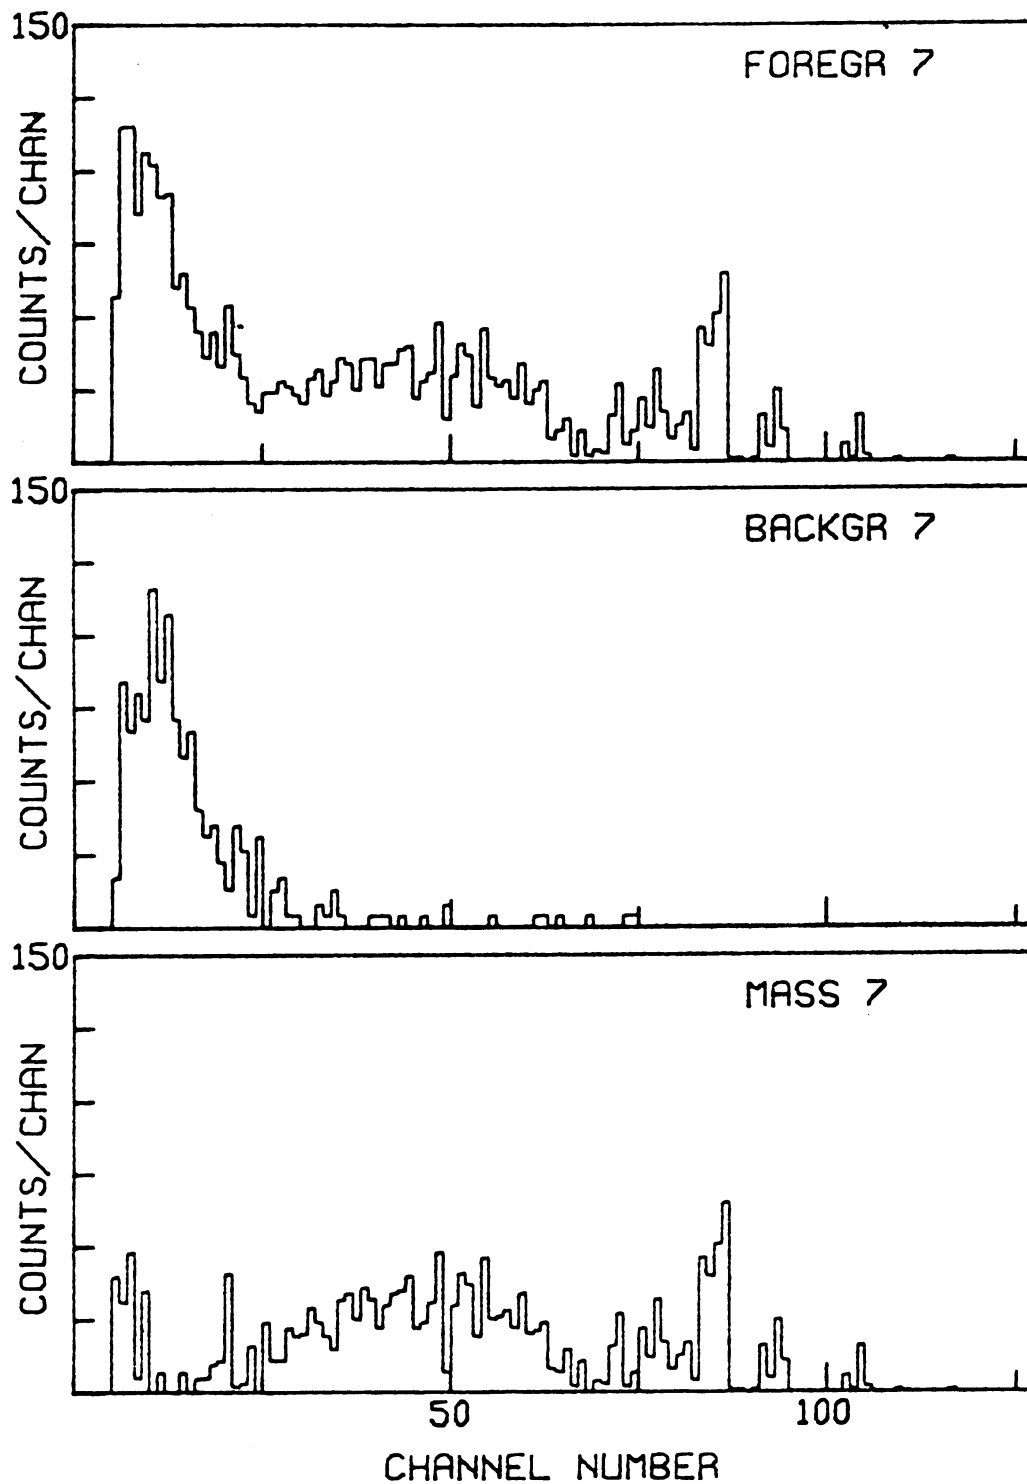 150
FOREGR 7
COUNTS/CHAN
150
BACKGR 7
COUNTS/CHAN
150
MASS 7
COUNTS/CHAN
50
100
CHANNEL NUMBER